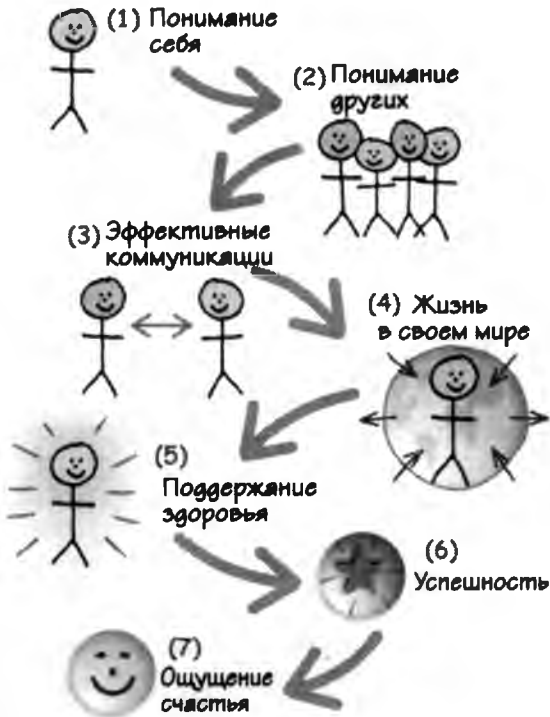 (1) Понимание
себя
(2) Понимание
других
(3) Эффективные
коммуникации
(4) Жизнь
в своем мире
(5)
Поддержание
здоровья
(6)
Успешность
(7)
Ощущение
счастья